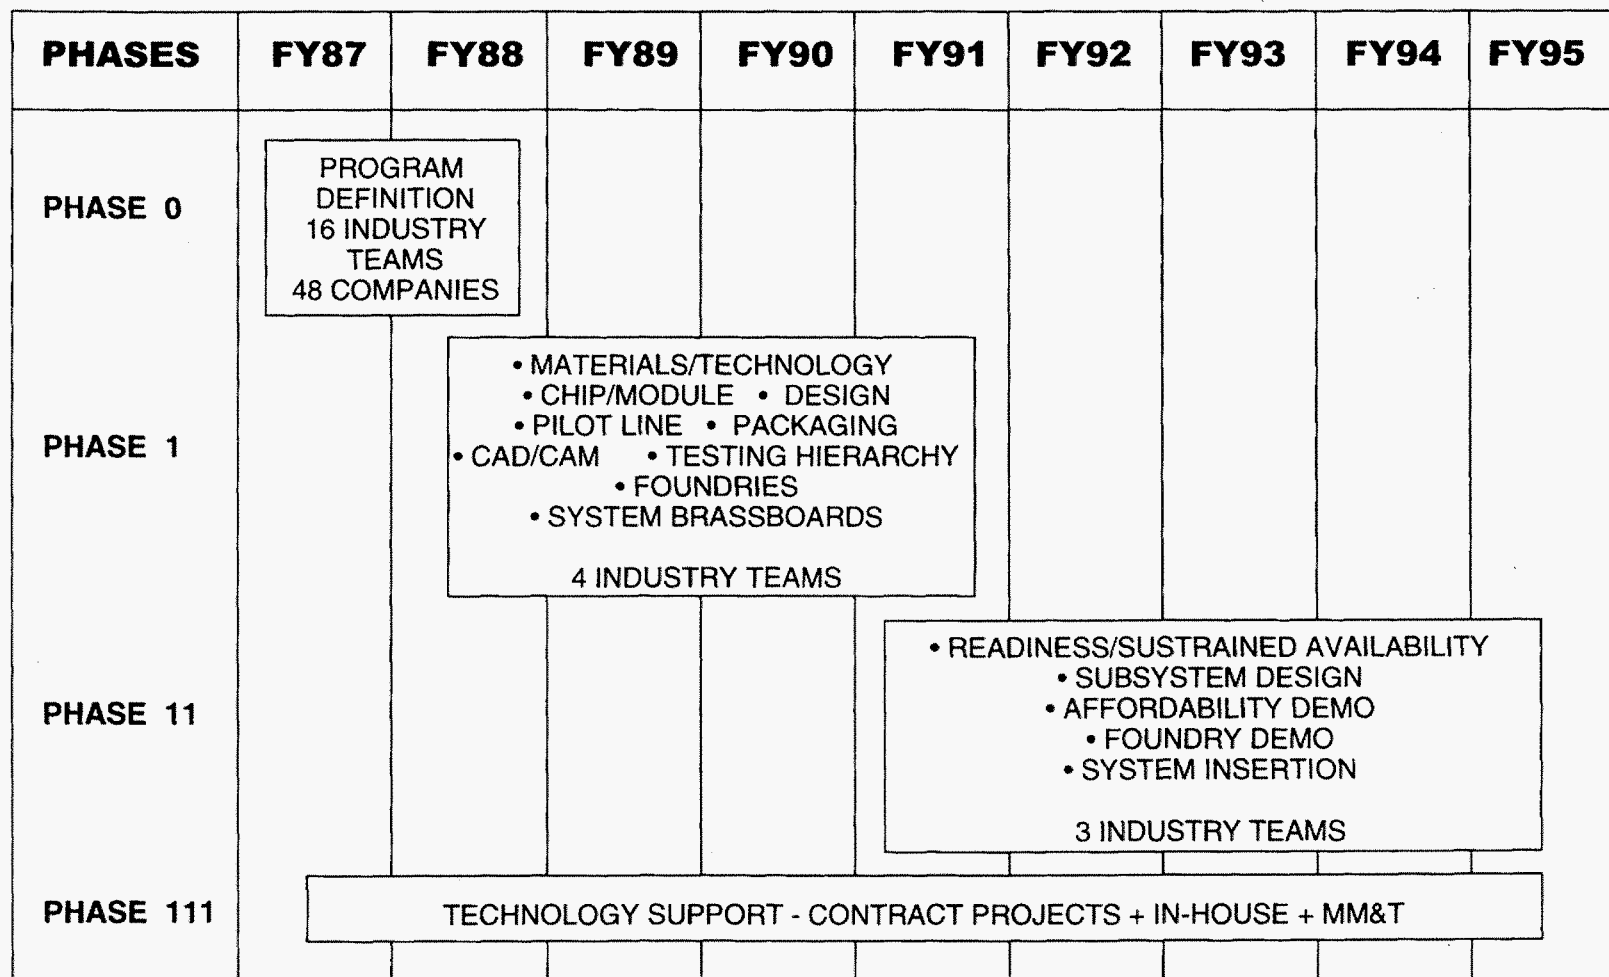 PHASES FY87 FY88 FY89 FY90 FY91 FY92 FY93 FY94 FY95
PHASE 0
PROGRAM
DEFINITION
16 INDUSTRY
TEAMS
48 COMPANIES
PHASE 1
• MATERIALS/TECHNOLOGY
• CHIP/MODULE • DESIGN
• PILOT LINE • PACKAGING
• CAD/CAM • TESTING HIERARCHY
• FOUNDRIES
• SYSTEM BRASSBOARDS
4 INDUSTRY TEAMS
PHASE 11
• READINESS/SUSTRAINED AVAILABILITY
• SUBSYSTEM DESIGN
• AFFORDABILITY DEMO
• FOUNDRY DEMO
• SYSTEM INSERTION
3 INDUSTRY TEAMS
PHASE 111
TECHNOLOGY SUPPORT - CONTRACT PROJECTS + IN-HOUSE + MM&T